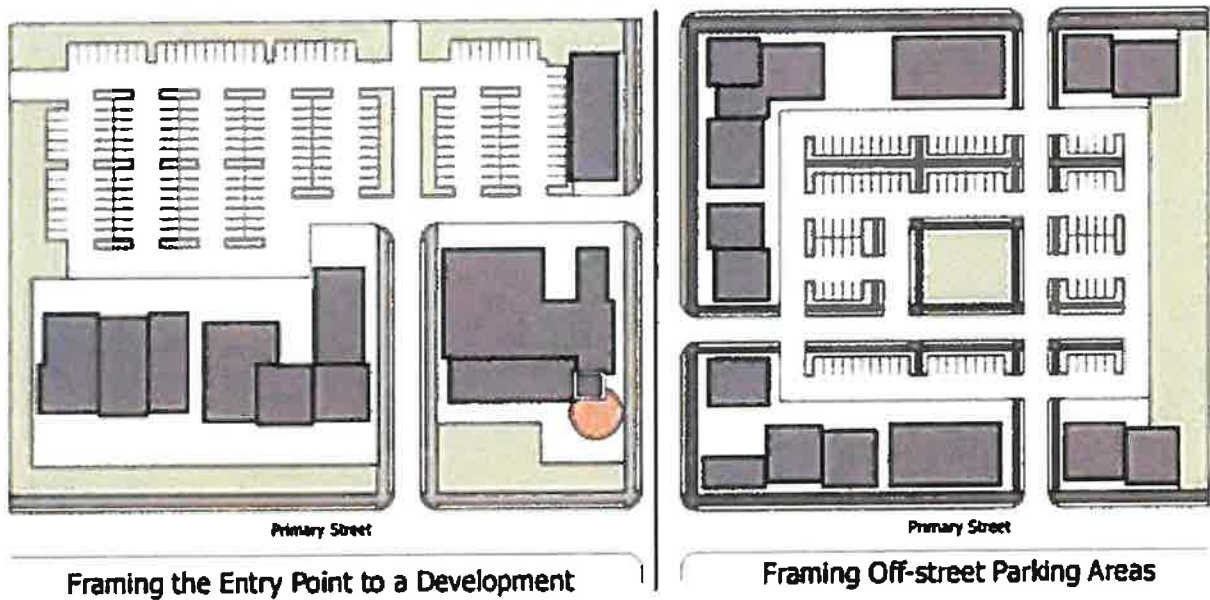 Primary Street
Primary Street
Framing the Entry Point to a Development
Framing Off-street Parking Areas